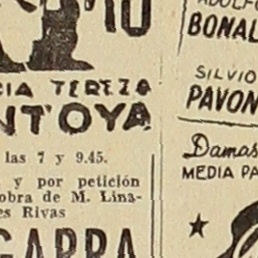 CIA TEREZA
NTOYA
las 7 y 9.45.
y por petición
obra de M. Lina-
es Rivas
GARRA
ADOLFO
BONAL
SILVIO
PAVON
Damas
MEDIA PA